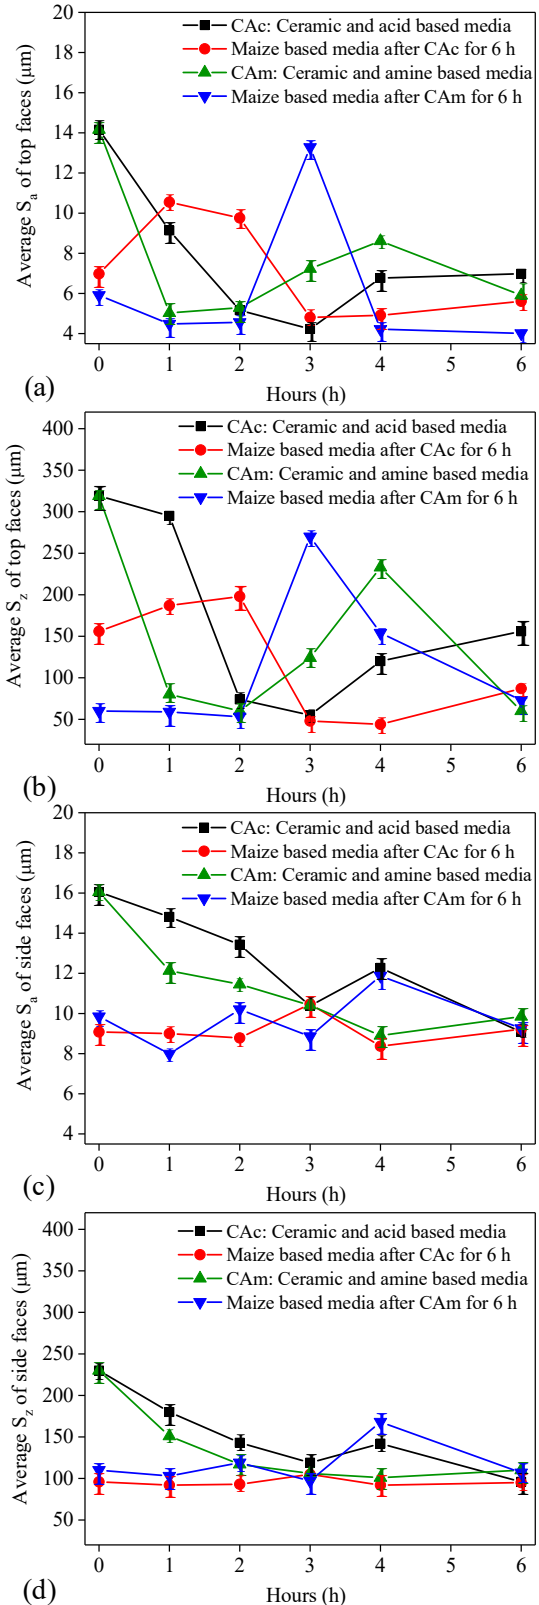 20
18
16
14
12
10
8
6
4
Average Sₐ of top faces (μm)
CAc: Ceramic and acid based media
Maize based media after CAc for 6 h
CAm: Ceramic and amine based media
Maize based media after CAm for 6 h
0 1 2 3 4 5 6
Hours (h)
(a)
400
350
300
250
200
150
100
50
Average S_z of top faces (μm)
CAc: Ceramic and acid based media
Maize based media after CAc for 6 h
CAm: Ceramic and amine based media
Maize based media after CAm for 6 h
0 1 2 3 4 5 6
Hours (h)
(b)
20
18
16
14
12
10
8
6
4
Average Sₐ of side faces (μm)
CAc: Ceramic and acid based media
Maize based media after CAc for 6 h
CAm: Ceramic and amine based media
Maize based media after CAm for 6 h
0 1 2 3 4 5 6
Hours (h)
(c)
400
350
300
250
200
150
100
50
Average S_z of side faces (μm)
CAc: Ceramic and acid based media
Maize based media after CAc for 6 h
CAm: Ceramic and amine based media
Maize based media after CAm for 6 h
0 1 2 3 4 5 6
Hours (h)
(d)